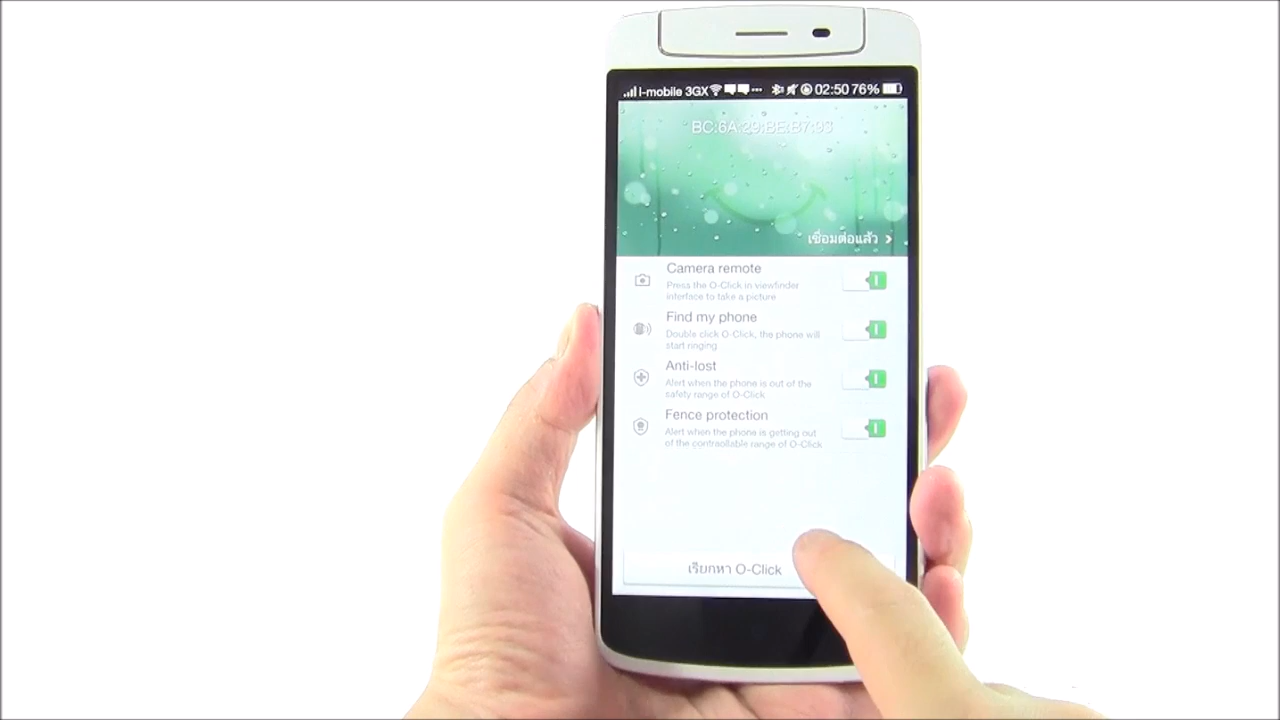 i-mobile 3GX 02:50 76%
BC:6A:29:BE:B7:93
เชื่อมต่อแล้ว >
Camera remote
Press the O-Click in viewfinder
interface to take a picture
Find my phone
Double click O-Click, the phone will
start ringing
Anti-lost
Alert when the phone is out of the
safety range of O-Click
Fence protection
Alert when the phone is getting out
of the contraollable range of O-Click
เรียกหา O-Click